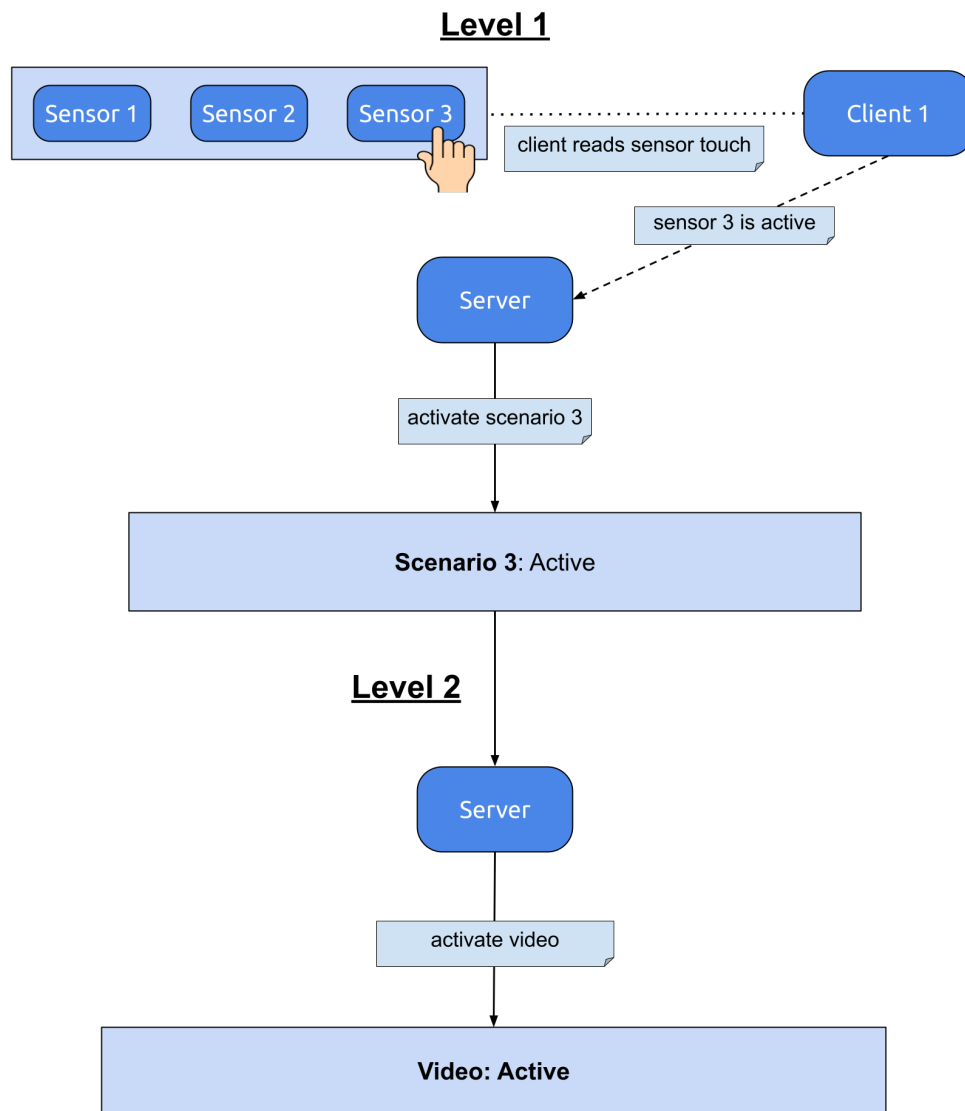 Level 1
Sensor 1
Sensor 2
Sensor 3
Client 1
client reads sensor touch
sensor 3 is active
Server
activate scenario 3
Scenario 3: Active
Level 2
Server
activate video
Video: Active